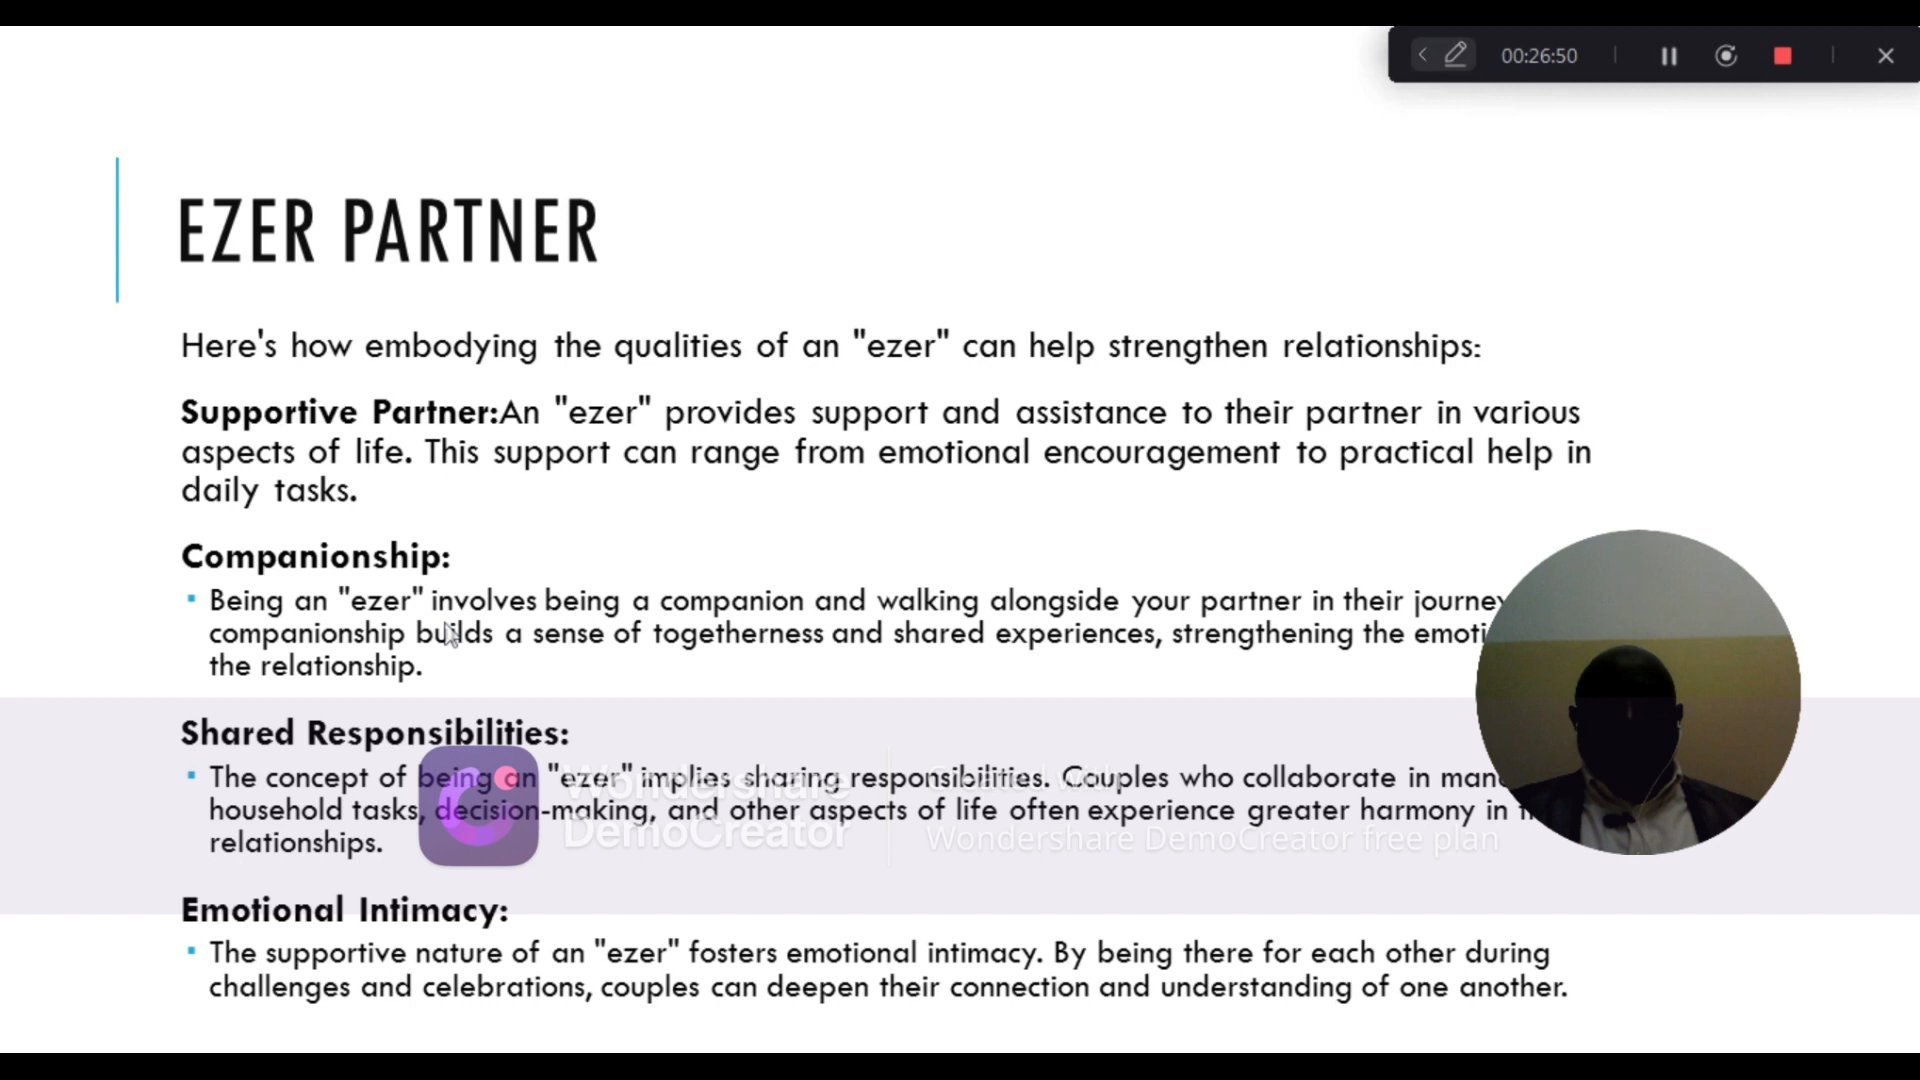 00:26:50
EZER PARTNER
Here's how embodying the qualities of an "ezer" can help strengthen relationships:
Supportive Partner:An "ezer" provides support and assistance to their partner in various
aspects of life. This support can range from emotional encouragement to practical help in
daily tasks.
Companionship:
Being an "ezer" involves being a companion and walking alongside your partner in their
companionship builds a sense of togetherness and shared experiences, strengthening the
the relationship.
Shared Responsibilities:
The concept of being an "ezer" implies sharing responsibilities. Couples who collaborate in
household tasks, decision-making, and other aspects of life often experience greater harmony in
relationships.
Wondershare
DemoCreator
Created with
Wondershare DemoCreator free plan
Emotional Intimacy:
The supportive nature of an "ezer" fosters emotional intimacy. By being there for each other during
challenges and celebrations, couples can deepen their connection and understanding of one another.